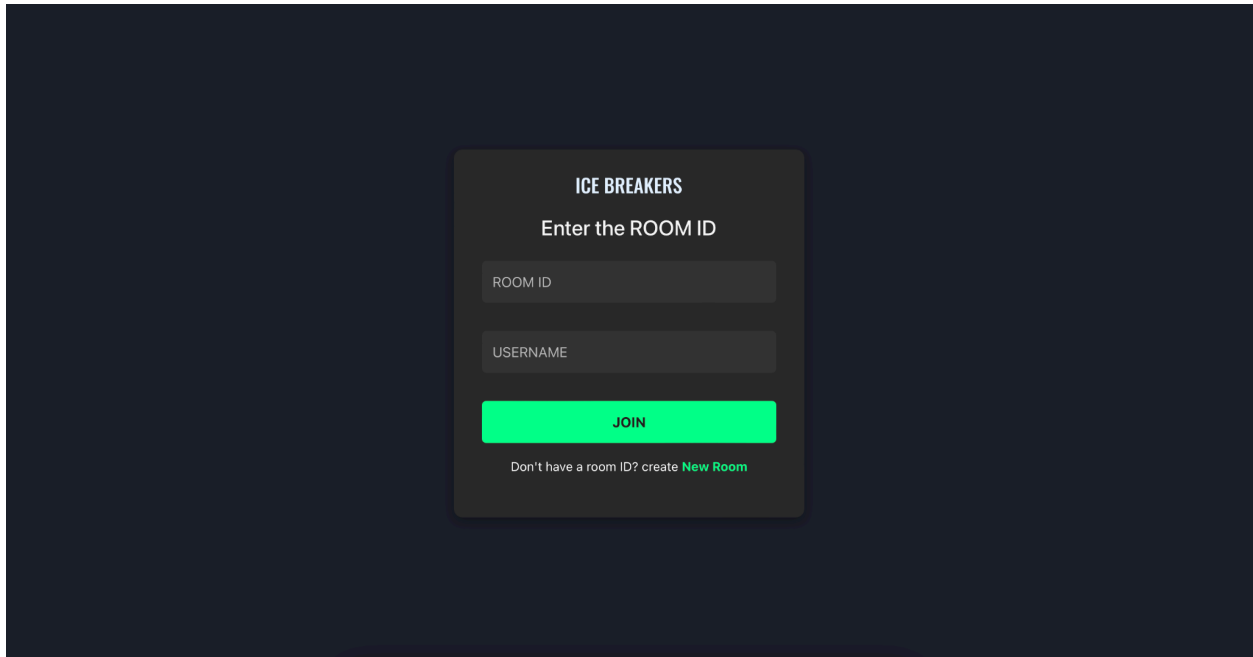 ICE BREAKERS
Enter the ROOM ID
ROOM ID
USERNAME
JOIN
Don't have a room ID? create New Room